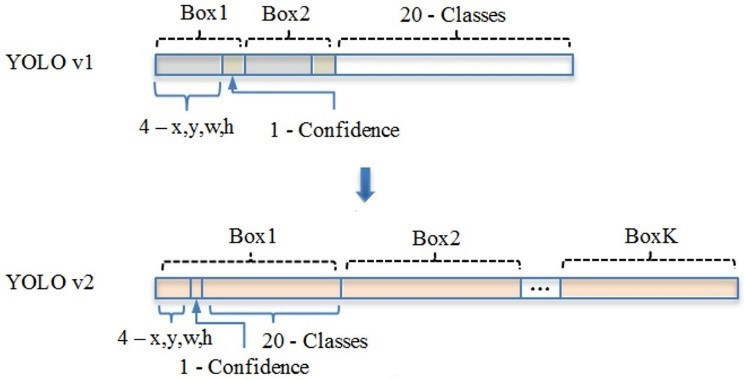 Box1 Box2 20 - Classes
YOLO v1
4 – x,y,w,h 1 - Confidence
Box1 Box2 BoxK
YOLO v2 ...
4 – x,y,w,h 20 - Classes
1 - Confidence